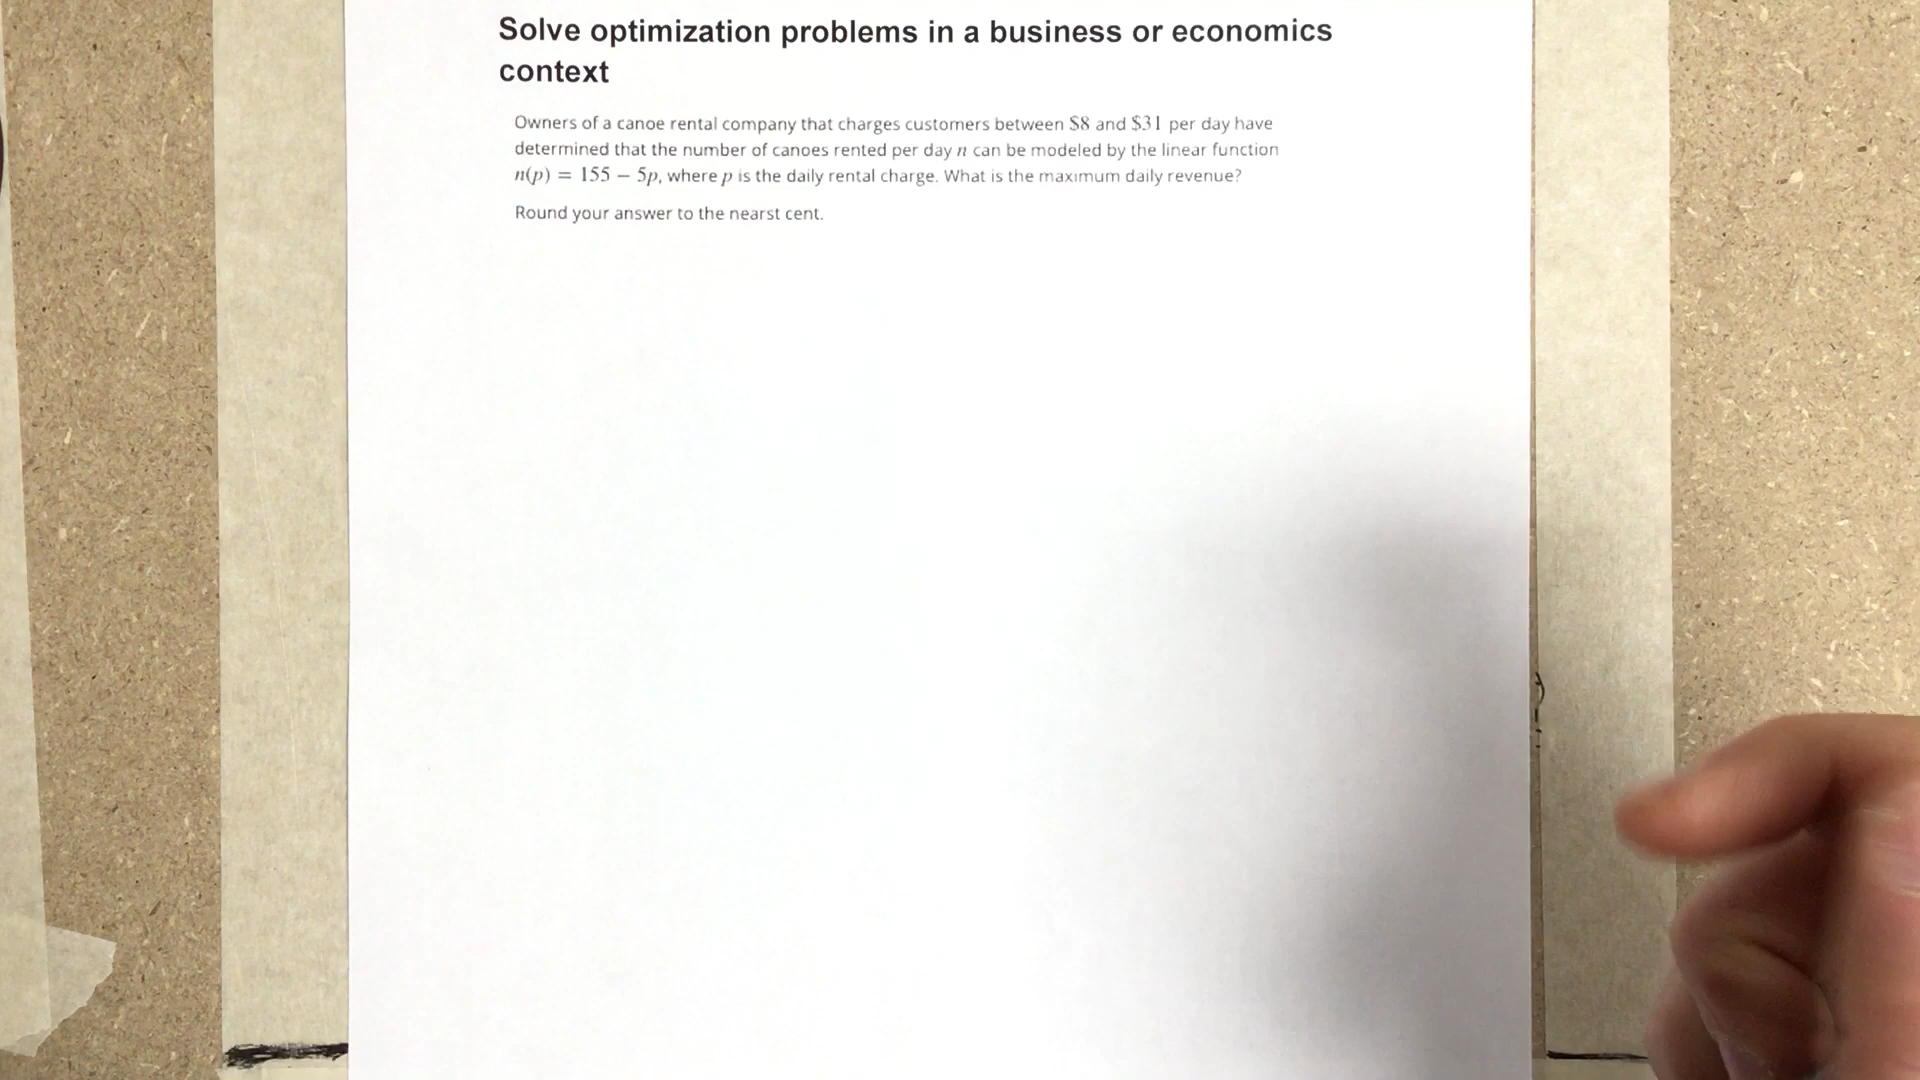 Solve optimization problems in a business or economics
context
Owners of a canoe rental company that charges customers between $8 and $31 per day have
determined that the number of canoes rented per day n can be modeled by the linear function
n(p) = 155 − 5p, where p is the daily rental charge. What is the maximum daily revenue?
Round your answer to the nearst cent.